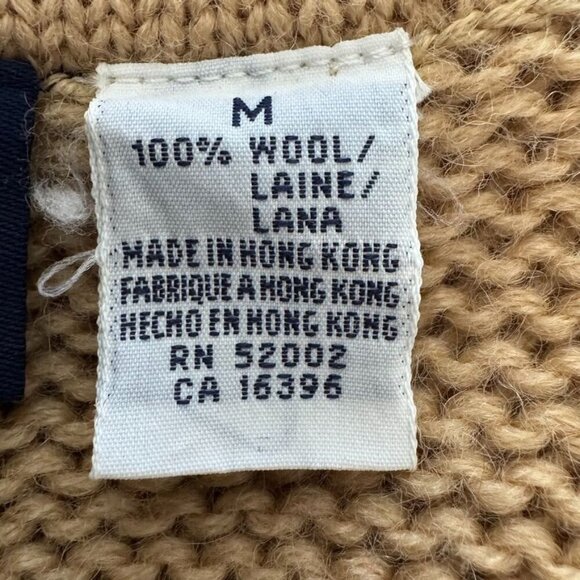 M
100% WOOL/
LAINE/
LANA
MADE IN HONG KONG
FABRIQUE A HONG KONG
HECHO EN HONG KONG
RN 52002
CA 16396